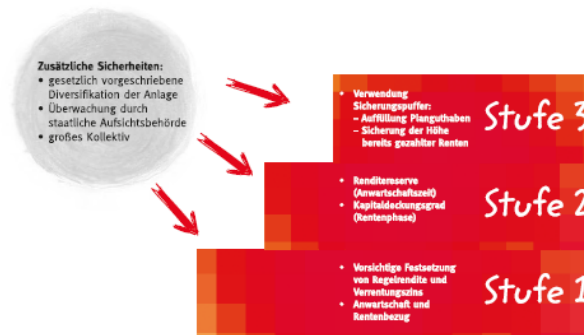 Zusätzliche Sicherheiten:
• gesetzlich vorgeschriebene
Diversifikation der Anlage
• Überwachung durch
staatliche Aufsichtsbehörde
• großes Kollektiv
• Verwendung
Sicherungspuffer:
– Auffüllung Planguthaben
– Sicherung der Höhe
bereits gezahlter Renten
Stufe 3
• Renditereserve
(Anwartschaftszeit)
• Kapitaldeckungsgrad
(Rentenphase)
Stufe 2
• Vorsichtige Festsetzung
von Regelrendite und
Verrentungszins
• Anwartschaft und
Rentenbezug
Stufe 1